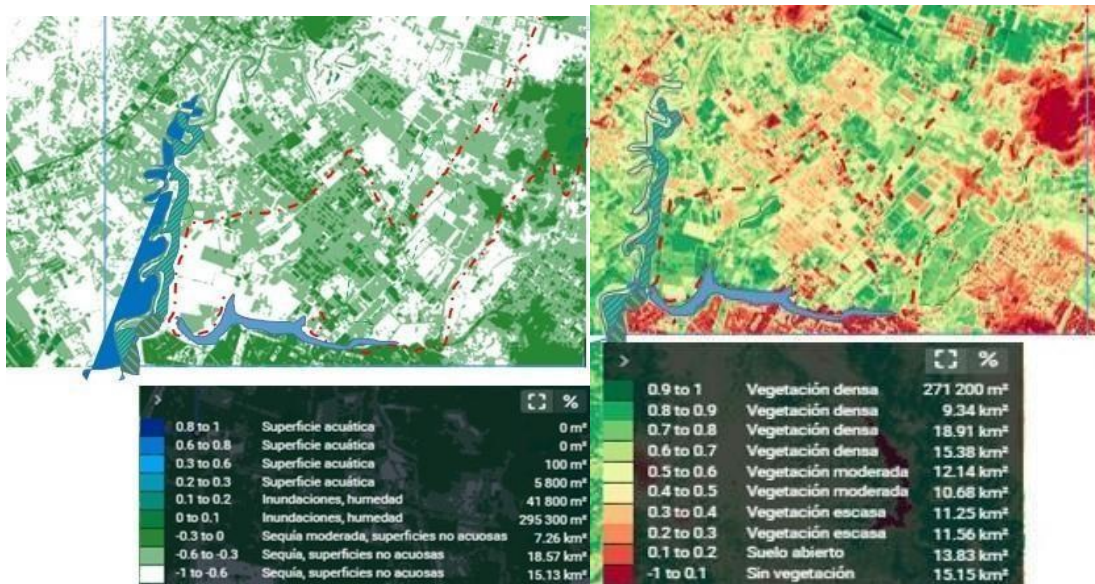 %
0.8 to 1 Superficie acuática 0 m²
0.6 to 0.8 Superficie acuática 0 m²
0.3 to 0.6 Superficie acuática 100 m²
0.2 to 0.3 Superficie acuática 5 800 m²
0.1 to 0.2 Inundaciones, humedad 41 800 m²
0 to 0.1 Inundaciones, humedad 295 300 m²
-0.3 to 0 Sequía moderada, superficies no acuosas 7.26 km²
-0.6 to -0.3 Sequía, superficies no acuosas 18.57 km²
-1 to -0.6 Sequía, superficies no acuosas 15.13 km²
%
0.9 to 1 Vegetación densa 271 200 m²
0.8 to 0.9 Vegetación densa 9.34 km²
0.7 to 0.8 Vegetación densa 18.91 km²
0.6 to 0.7 Vegetación densa 15.38 km²
0.5 to 0.6 Vegetación moderada 12.14 km²
0.4 to 0.5 Vegetación moderada 10.68 km²
0.3 to 0.4 Vegetación escasa 11.25 km²
0.2 to 0.3 Vegetación escasa 11.56 km²
0.1 to 0.2 Suelo abierto 13.83 km²
-1 to 0.1 Sin vegetación 15.15 km²